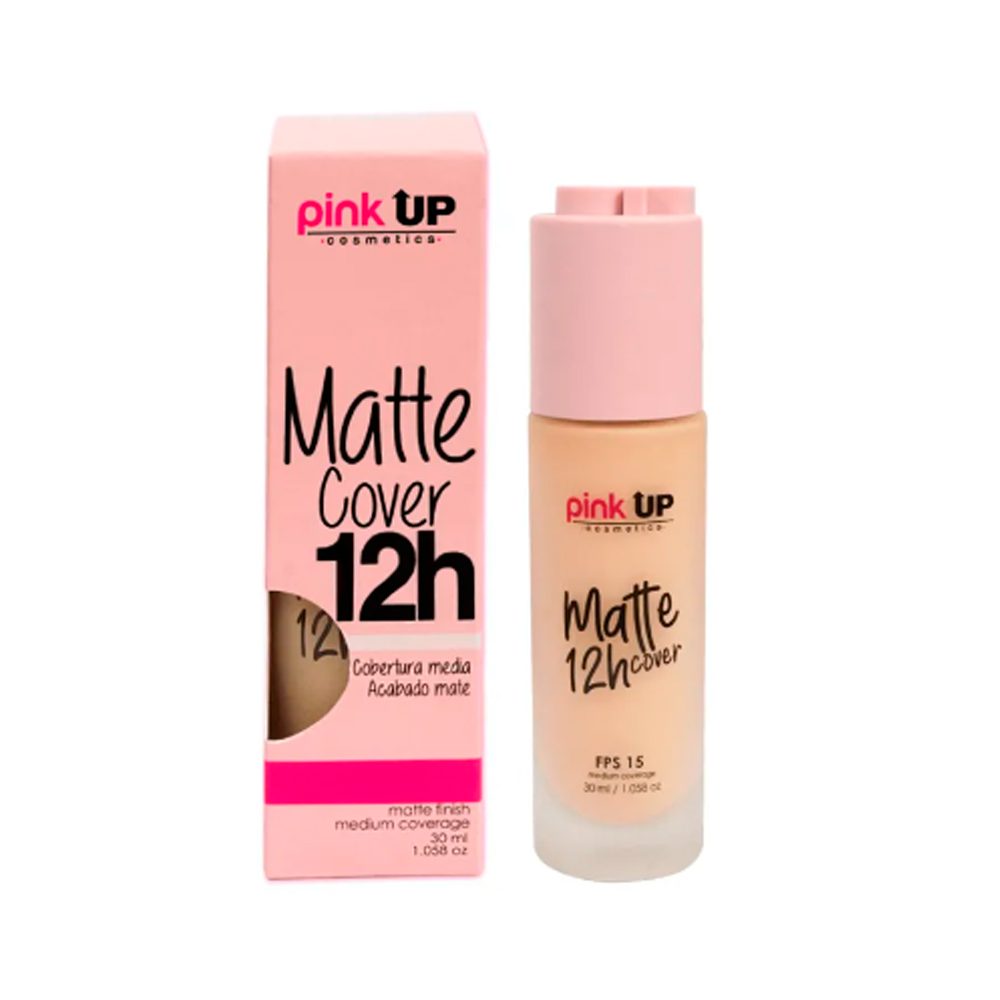 pink UP
cosmetics
Matte
Cover
12h
12h
Cobertura media
Acabado mate
matte finish
medium coverage
30 ml
1.058 oz
pink UP
cosmetics
Matte
12h cover
FPS 15
medium coverage
30 ml / 1.058 oz